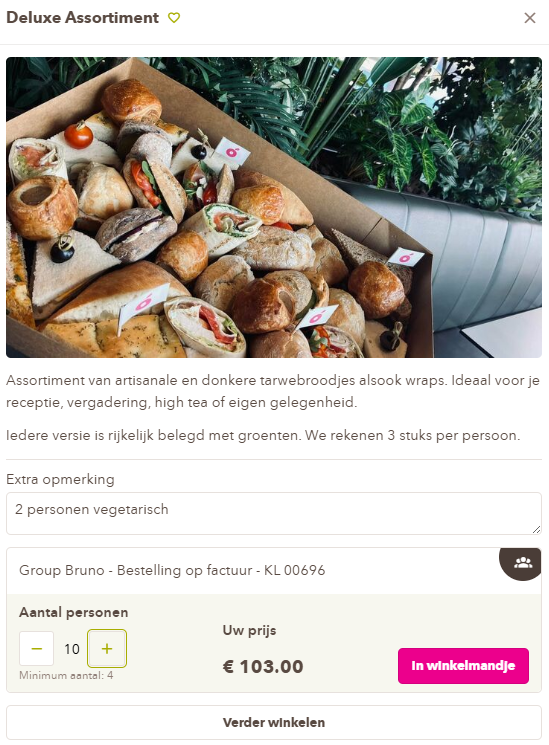 Deluxe Assortiment
Assortiment van artisanale en donkere tarwebroodjes alsook wraps. Ideaal voor je
receptie, vergadering, high tea of eigen gelegenheid.
Iedere versie is rijkelijk belegd met groenten. We rekenen 3 stuks per persoon.
Extra opmerking
2 personen vegetarisch
Group Bruno - Bestelling op factuur - KL 00696
Aantal personen
10
Minimum aantal: 4
Uw prijs
€ 103.00
In winkelmandje
Verder winkelen